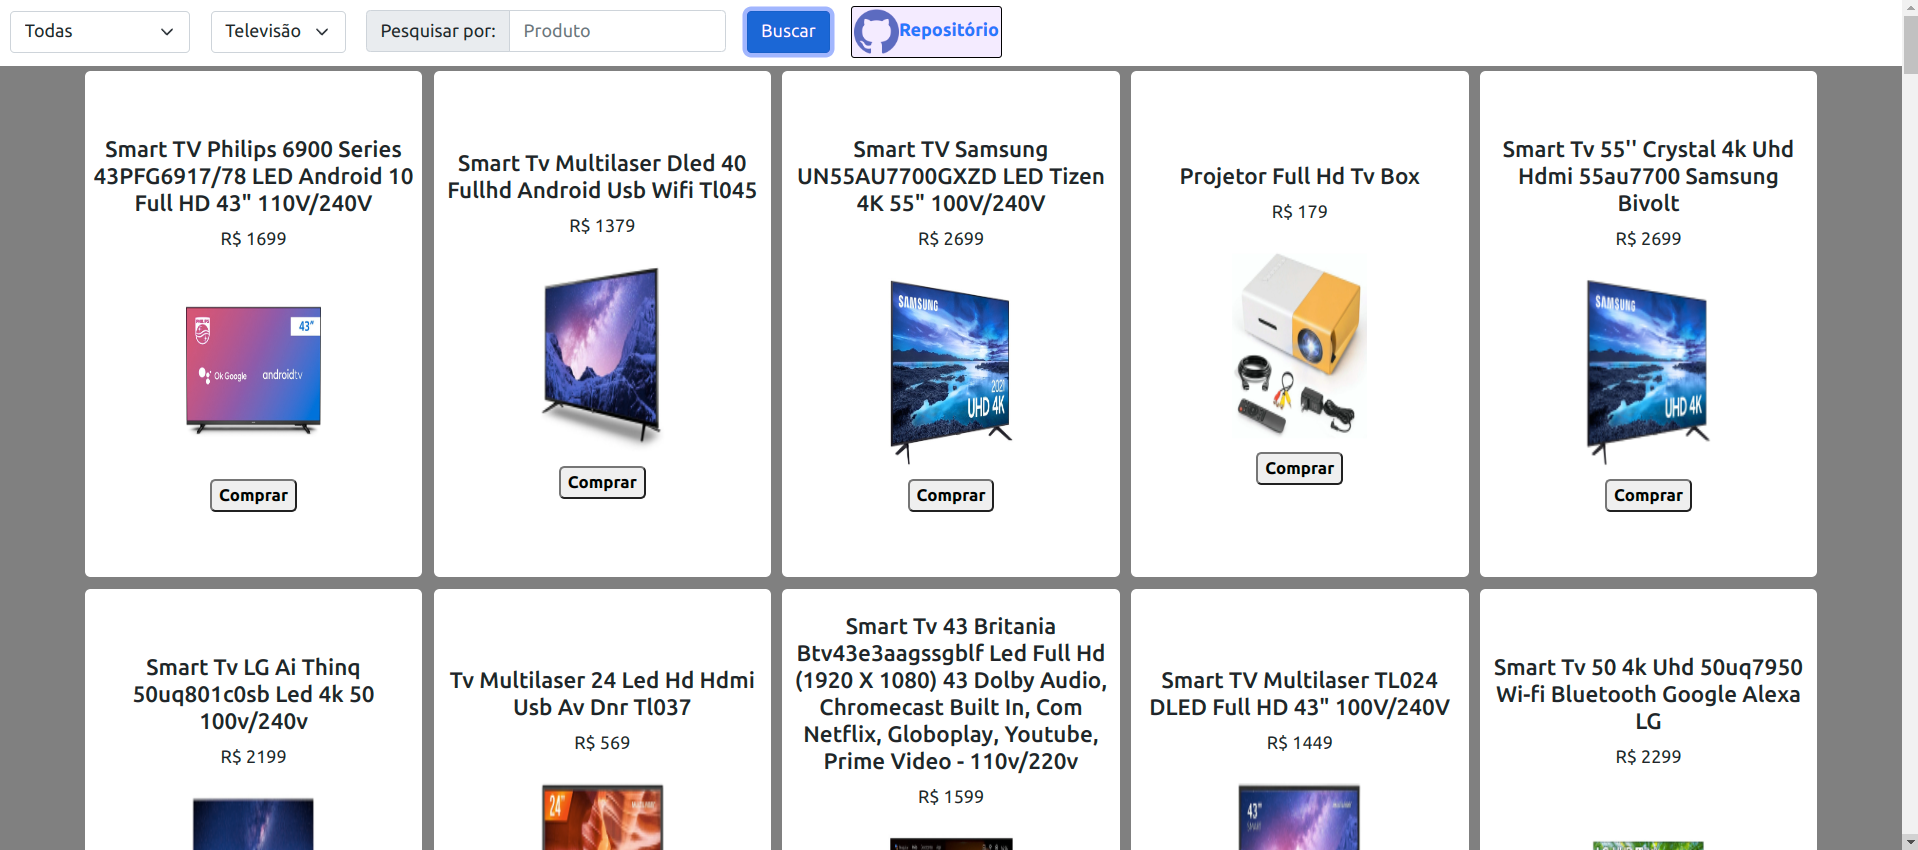 Todas
Televisão
Pesquisar por:
Produto
Buscar
Repositório
Smart TV Philips 6900 Series
43PFG6917/78 LED Android 10
Full HD 43" 110V/240V
R$ 1699
PHILIPS
43"
Ok Google
androidtv
Comprar
Smart Tv Multilaser Dled 40
Fullhd Android Usb Wifi Tl045
R$ 1379
Comprar
Smart TV Samsung
UN55AU7700GXZD LED Tizen
4K 55" 100V/240V
R$ 2699
SAMSUNG
2021
UHD 4K
Comprar
Projetor Full Hd Tv Box
R$ 179
Comprar
Smart Tv 55'' Crystal 4k Uhd
Hdmi 55au7700 Samsung
Bivolt
R$ 2699
SAMSUNG
UHD 4K
Comprar
Smart Tv LG Ai Thinq
50uq801c0sb Led 4k 50
100v/240v
R$ 2199
Tv Multilaser 24 Led Hd Hdmi
Usb Av Dnr Tl037
R$ 569
24"
Smart Tv 43 Britania
Btv43e3aagssgblf Led Full Hd
(1920 X 1080) 43 Dolby Audio,
Chromecast Built In, Com
Netflix, Globoplay, Youtube,
Prime Video - 110v/220v
R$ 1599
Smart TV Multilaser TL024
DLED Full HD 43" 100V/240V
R$ 1449
43"
SMART
Smart Tv 50 4k Uhd 50uq7950
Wi-fi Bluetooth Google Alexa
LG
R$ 2299